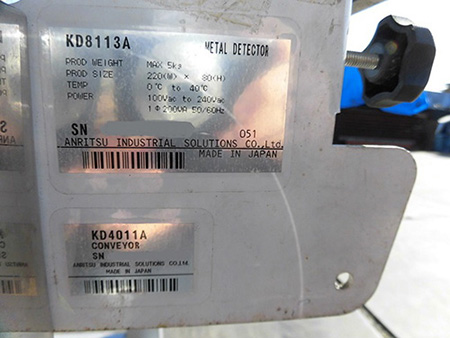 KD8113A METAL DETECTOR
PROD WEIGHT MAX 5kg
PROD SIZE 220(W) × 80(H)
TEMP 0℃ to 40℃
POWER 100Vac to 240Vac
1Φ 200VA 50/60Hz
SN
051
ANRITSU INDUSTRIAL SOLUTIONS CO.,Ltd.
MADE IN JAPAN
KD4011A
CONVEYOR
SN
ANRITSU INDUSTRIAL SOLUTIONS CO.,Ltd.
MADE IN JAPAN